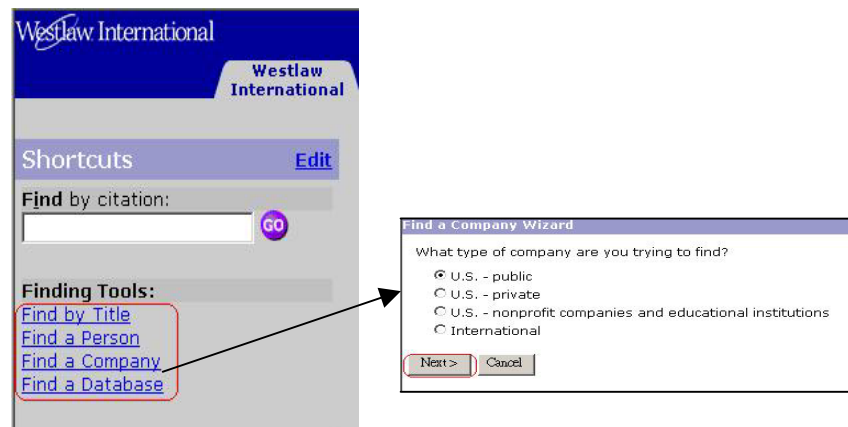 Westlaw International
Westlaw
International
Shortcuts Edit
Find by citation:
GO
Finding Tools:
Find by Title
Find a Person
Find a Company
Find a Database
Find a Company Wizard
What type of company are you trying to find?
U.S. - public
U.S. - private
U.S. - nonprofit companies and educational institutions
International
Next > Cancel